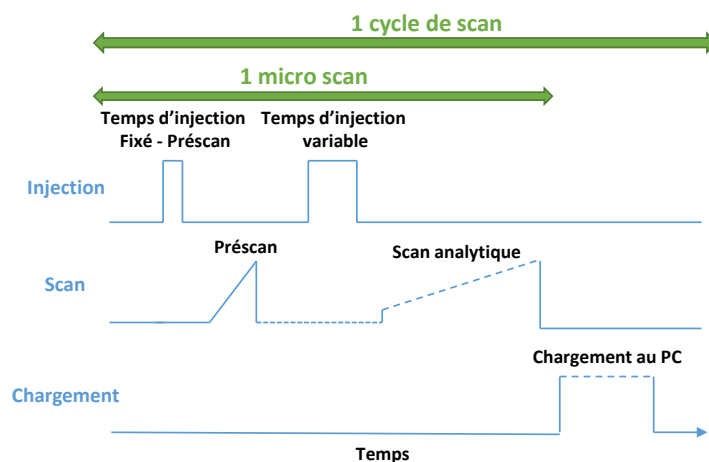 1 cycle de scan
1 micro scan
Temps d'injection
Fixé - Préscan
Temps d'injection
variable
Injection
Préscan
Scan analytique
Scan
Chargement au PC
Chargement
Temps